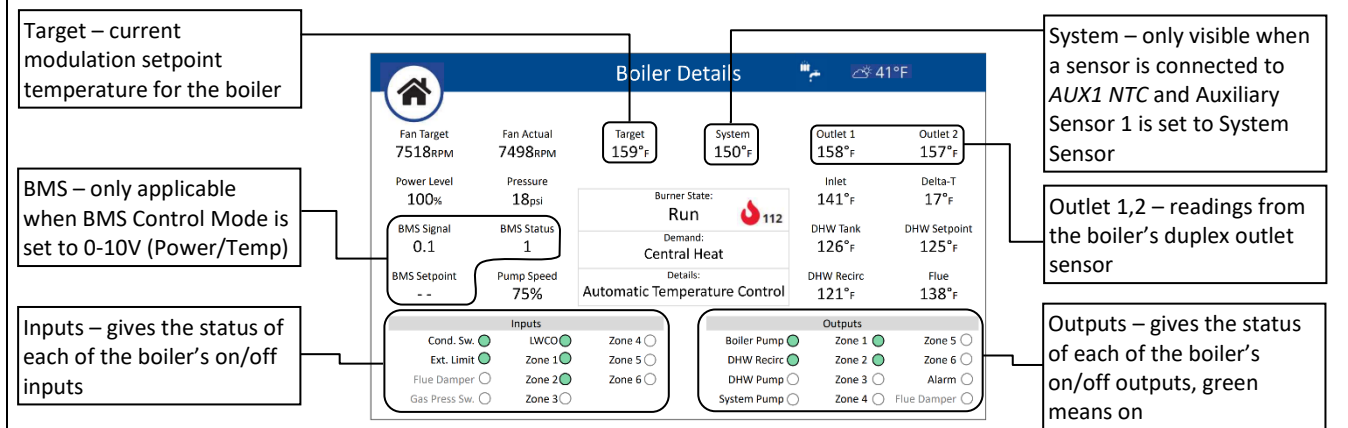 Target – current
modulation setpoint
temperature for the boiler
BMS – only applicable
when BMS Control Mode is
set to 0-10V (Power/Temp)
Inputs – gives the status of
each of the boiler's on/off
inputs
Boiler Details
41°F
Fan Target Fan Actual Target System Outlet 1 Outlet 2
7518RPM 7498RPM 159°F 150°F 158°F 157°F
Power Level Pressure Inlet Delta-T
100% 18psi 141°F 17°F
Burner State:
Run 112
BMS Signal BMS Status DHW Tank DHW Setpoint
0.1 1 126°F 125°F
Demand:
Central Heat
BMS Setpoint Pump Speed Details: DHW Recirc Flue
- - 75% Automatic Temperature Control 121°F 138°F
Inputs
Cond. Sw. LWCO Zone 4
Ext. Limit Zone 1 Zone 5
Flue Damper Zone 2 Zone 6
Gas Press Sw. Zone 3
Outputs
Boiler Pump Zone 1 Zone 5
DHW Recirc Zone 2 Zone 6
DHW Pump Zone 3 Alarm
System Pump Zone 4 Flue Damper
System – only visible when
a sensor is connected to
AUX1 NTC and Auxiliary
Sensor 1 is set to System
Sensor
Outlet 1,2 – readings from
the boiler's duplex outlet
sensor
Outputs – gives the status
of each of the boiler's
on/off outputs, green
means on